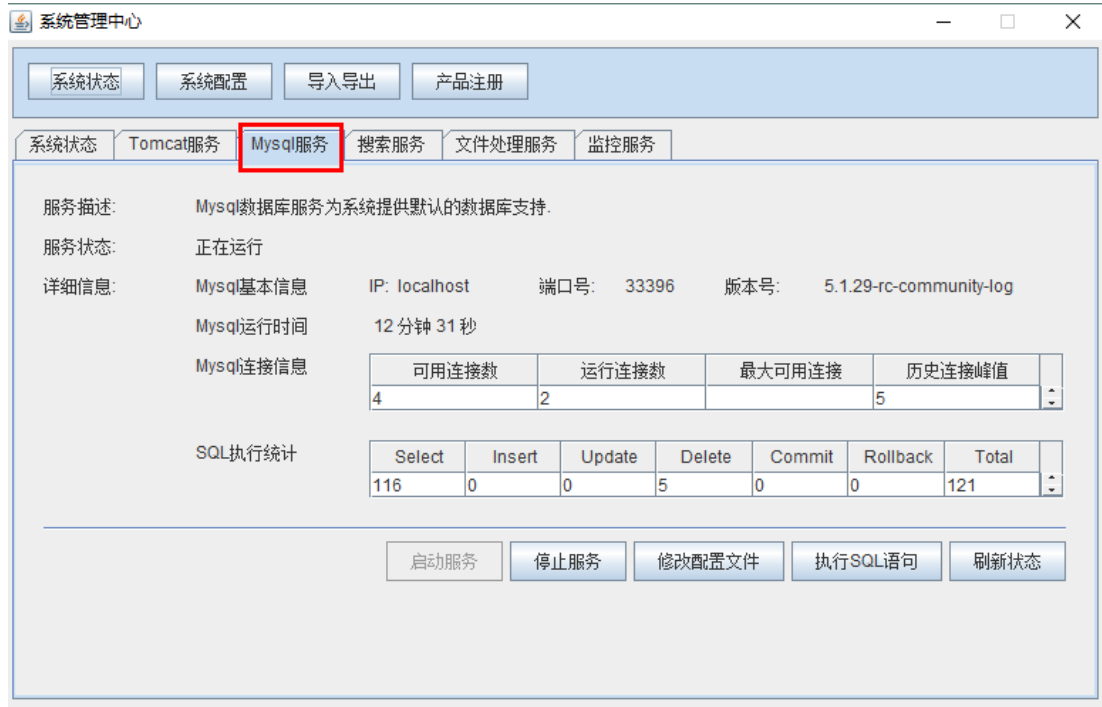 系统管理中心
系统状态 系统配置 导入导出 产品注册
系统状态 Tomcat服务 Mysql服务 搜索服务 文件处理服务 监控服务
服务描述: Mysql数据库服务为系统提供默认的数据库支持.
服务状态: 正在运行
详细信息: Mysql基本信息 IP: localhost 端口号: 33396 版本号: 5.1.29-rc-community-log
Mysql运行时间 12 分钟 31 秒
Mysql连接信息 可用连接数 运行连接数 最大可用连接 历史连接峰值
4 2 5
SQL执行统计 Select Insert Update Delete Commit Rollback Total
116 0 0 5 0 0 121
启动服务 停止服务 修改配置文件 执行SQL语句 刷新状态